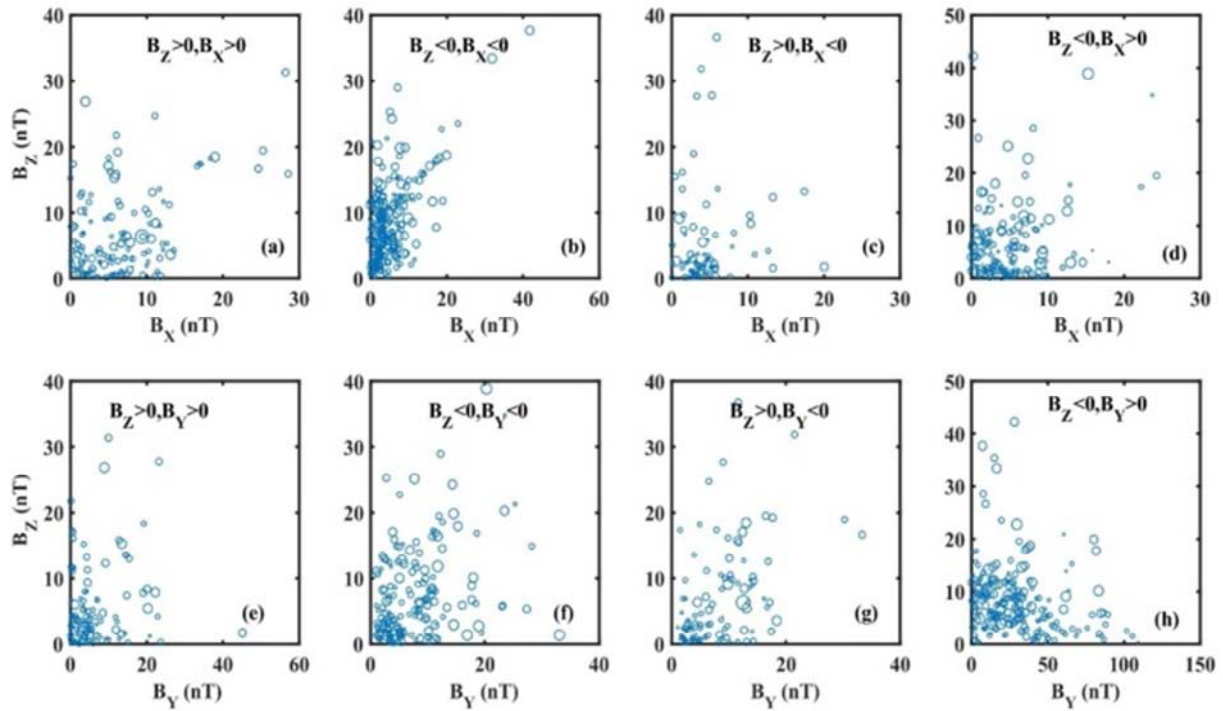 40 40 40 50
B_Z>0,B_X>0 B_Z<0,B_X<0 B_Z>0,B_X<0 B_Z<0,B_X>0
40
30 30 30
30
20 20 20
B_Z (nT)
20
10 10 10
(a) (b) (c) (d)
10
0 0 0 0
0 10 20 30 0 20 40 60 0 10 20 30 0 10 20 30
B_X (nT) B_X (nT) B_X (nT) B_X (nT)
40 40 40 50
B_Z>0,B_Y>0 B_Z<0,B_Y<0 B_Z>0,B_Y<0 B_Z<0,B_Y>0
40
30 30 30
30
20 20 20
B_Z (nT)
20
10 10 10
(e) (f) (g) (h)
10
0 0 0 0
0 20 40 60 0 20 40 0 20 40 0 50 100 150
B_Y (nT) B_Y (nT) B_Y (nT) B_Y (nT)